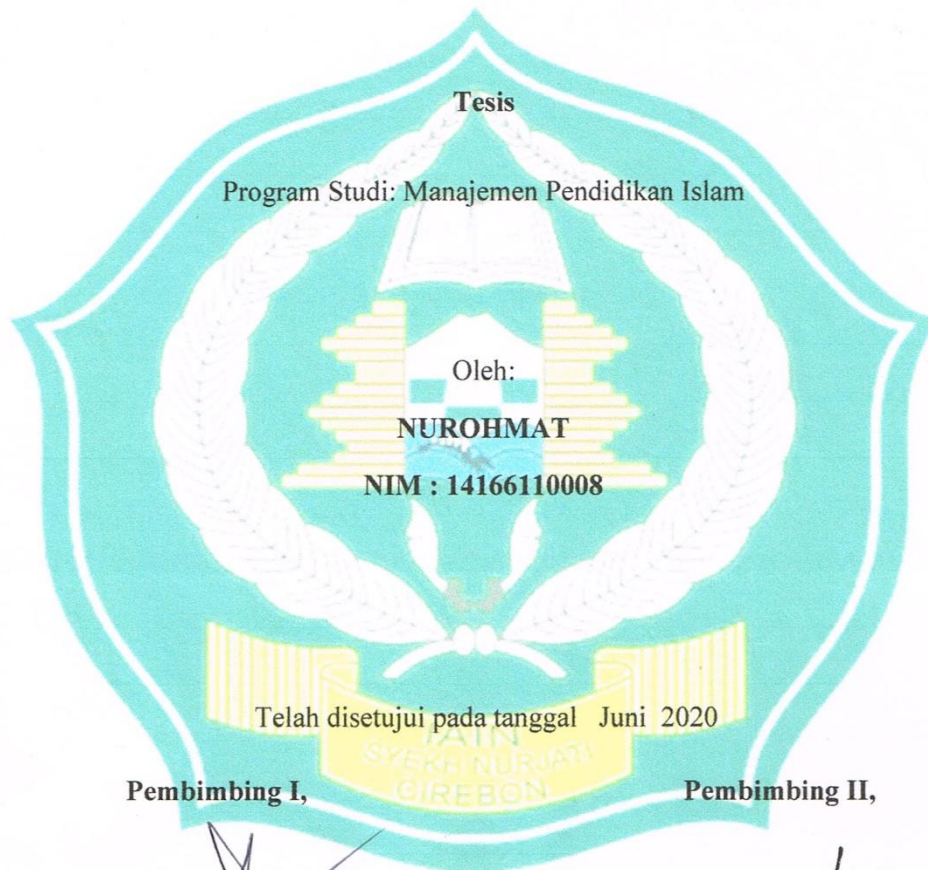 Tesis
Program Studi: Manajemen Pendidikan Islam
Oleh:
NUROHMAT
NIM : 14166110008
Telah disetujui pada tanggal Juni 2020
IAIN
SYEKH NURJATI
CIREBON
Pembimbing I, Pembimbing II,